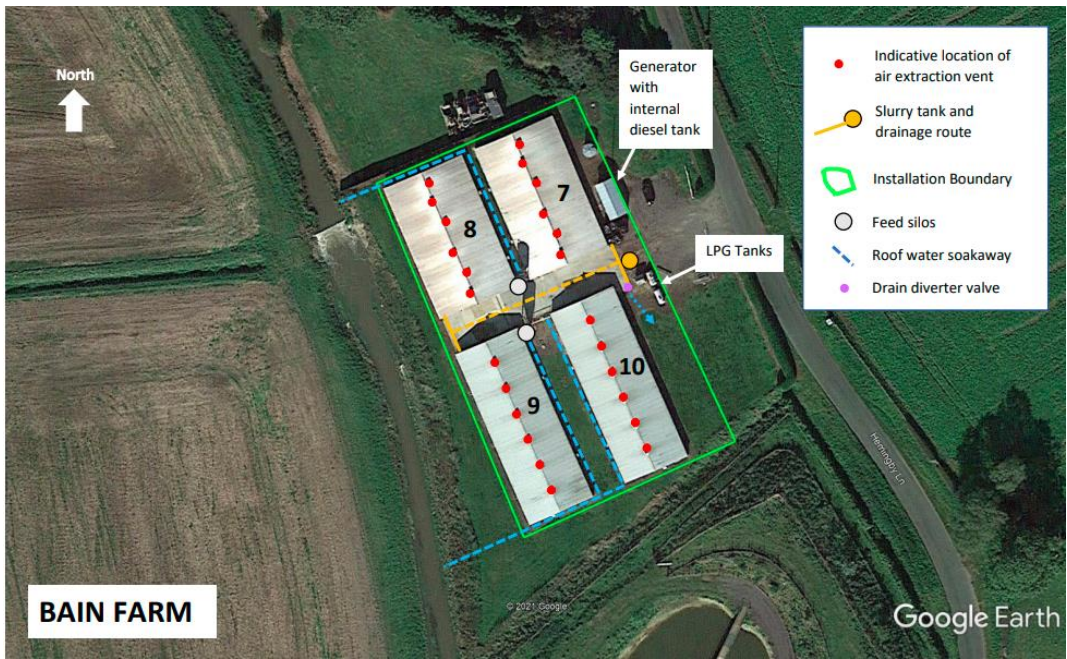 North
Generator
with
internal
diesel tank
Indicative location of
air extraction vent
Slurry tank and
drainage route
Installation Boundary
Feed silos
Roof water soakaway
Drain diverter valve
7
8
LPG Tanks
10
9
Hemingby Ln
© 2021 Google
BAIN FARM
Google Earth